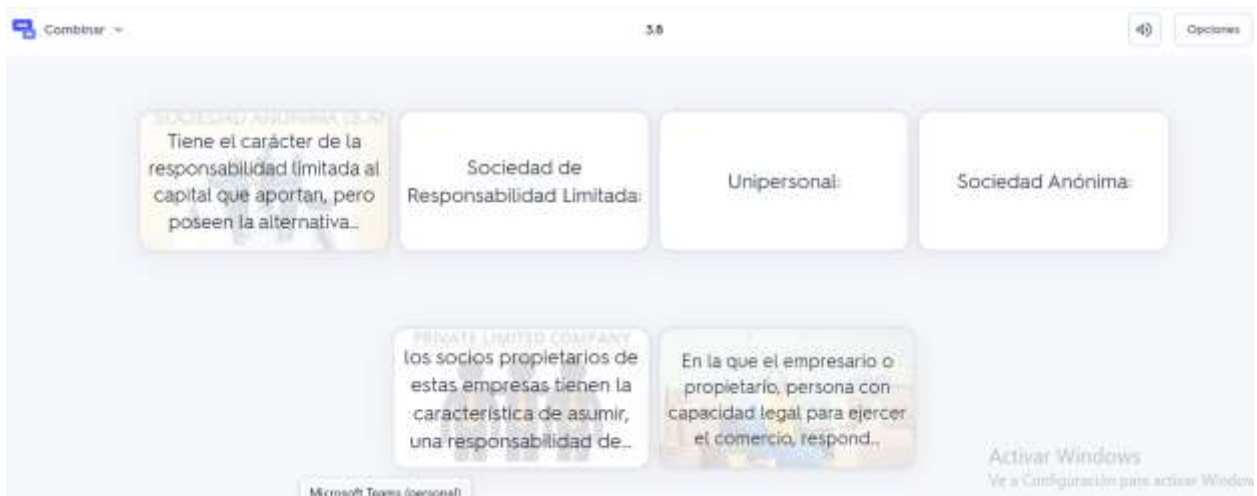 Combinar
3.8
Opciones
SOCIEDAD ANÓNIMA (S.A)
Tiene el carácter de la
responsabilidad limitada al
capital que aportan, pero
poseen la alternativa...
Sociedad de
Responsabilidad Limitada:
Unipersonal:
Sociedad Anónima:
PRIVATE LIMITED COMPANY
los socios propietarios de
estas empresas tienen la
característica de asumir,
una responsabilidad de...
En la que el empresario o
propietario, persona con
capacidad legal para ejercer
el comercio, respond...
Activar Windows
Ve a Configuración para activar Windows
Microsoft Teams (personal)